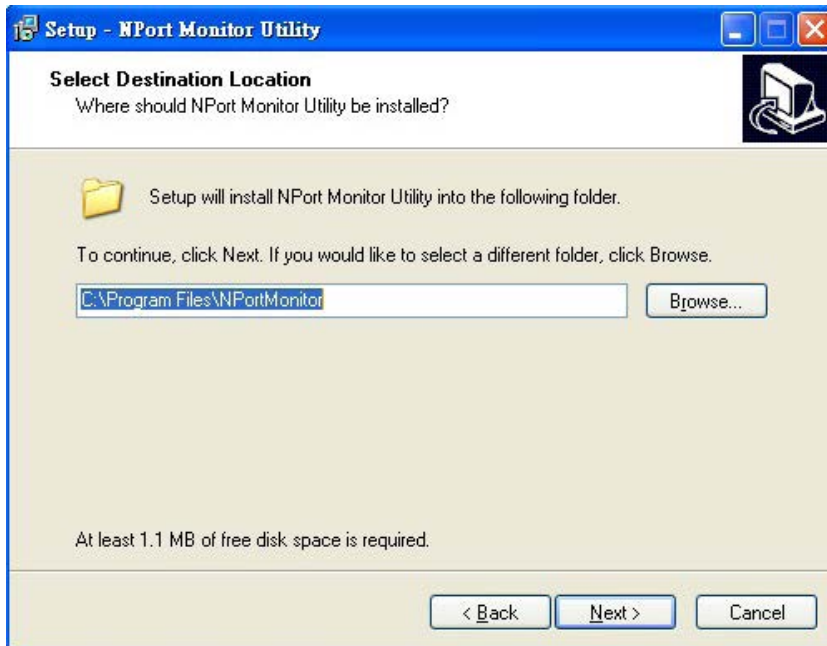 Setup - NPort Monitor Utility
Select Destination Location
Where should NPort Monitor Utility be installed?
Setup will install NPort Monitor Utility into the following folder.
To continue, click Next. If you would like to select a different folder, click Browse.
C:\Program Files\NPortMonitor
Browse...
At least 1.1 MB of free disk space is required.
< Back
Next >
Cancel